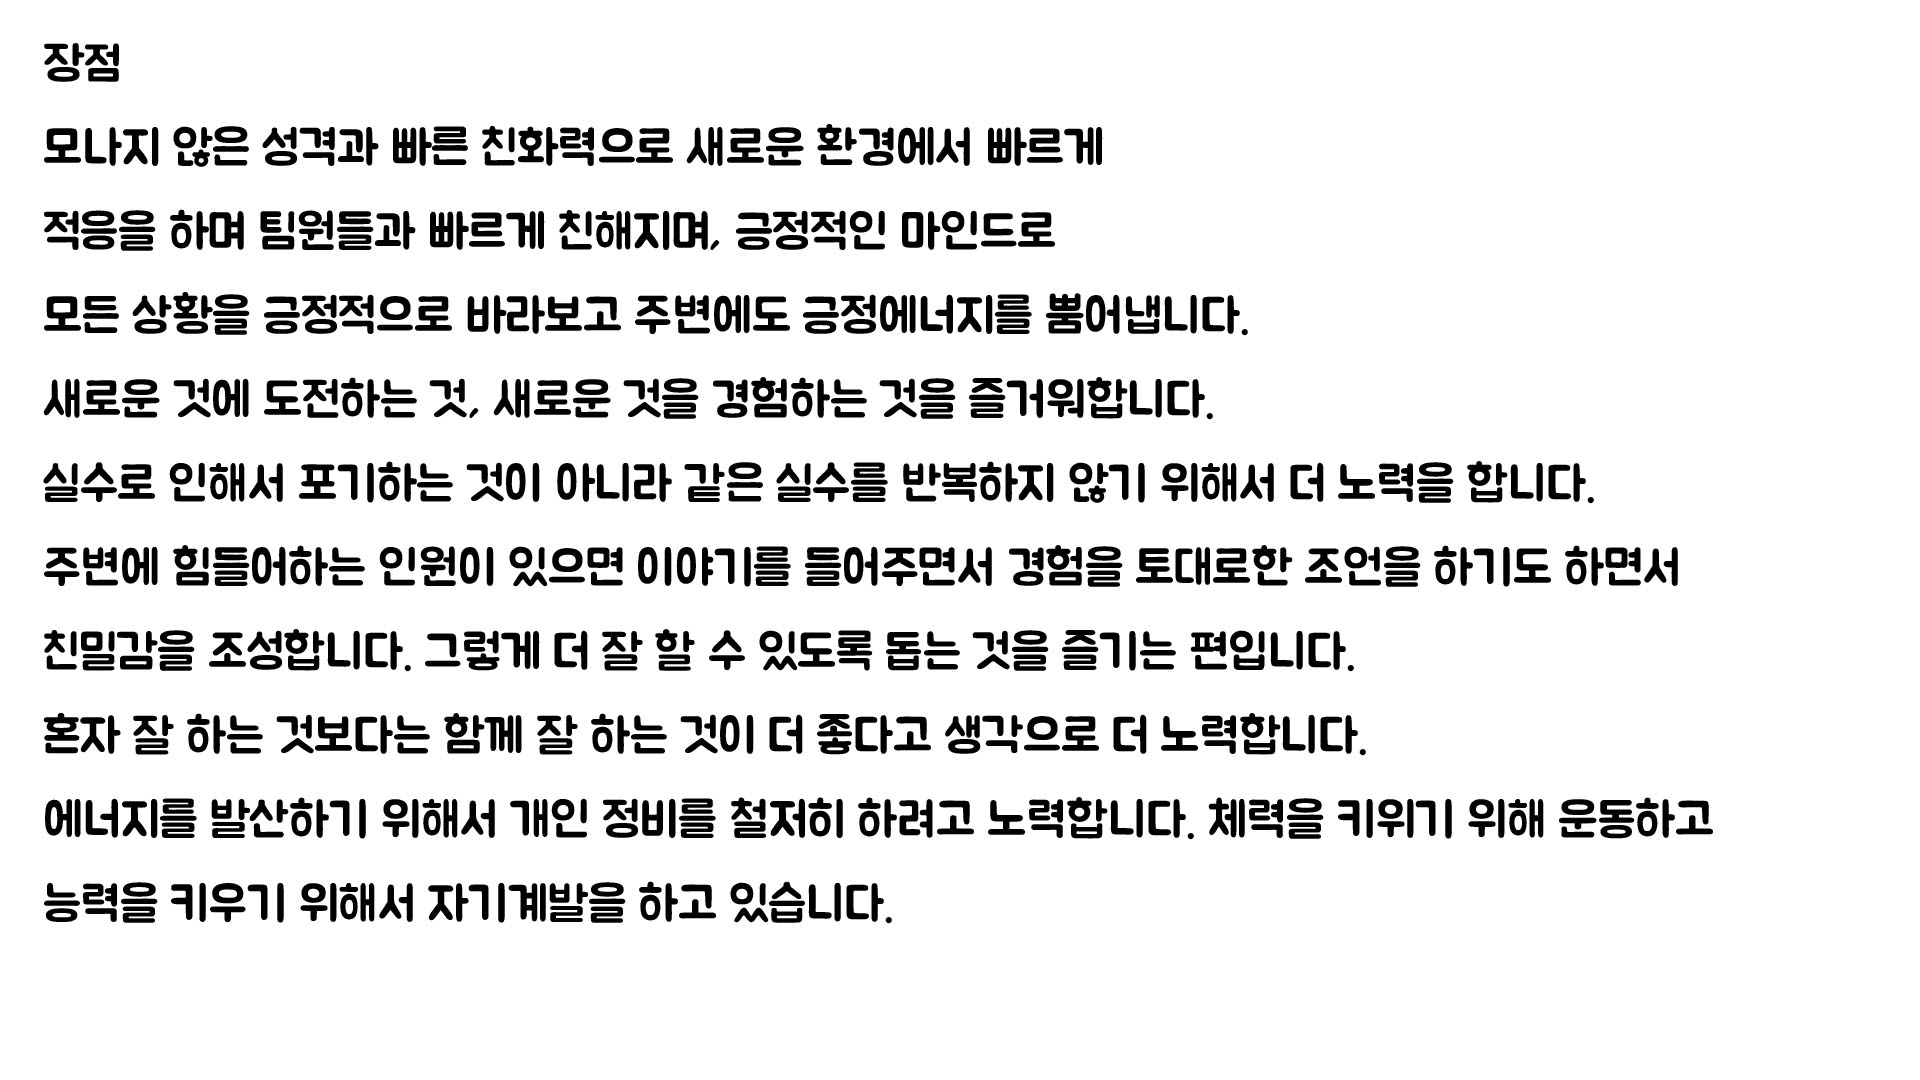 장점
모나지 않은 성격과 빠른 친화력으로 새로운 환경에서 빠르게
적응을 하며 팀원들과 빠르게 친해지며, 긍정적인 마인드로
모든 상황을 긍정적으로 바라보고 주변에도 긍정에너지를 뿜어냅니다.
새로운 것에 도전하는 것, 새로운 것을 경험하는 것을 즐거워합니다.
실수로 인해서 포기하는 것이 아니라 같은 실수를 반복하지 않기 위해서 더 노력을 합니다.
주변에 힘들어하는 인원이 있으면 이야기를 들어주면서 경험을 토대로한 조언을 하기도 하면서
친밀감을 조성합니다. 그렇게 더 잘 할 수 있도록 돕는 것을 즐기는 편입니다.
혼자 잘 하는 것보다는 함께 잘 하는 것이 더 좋다고 생각으로 더 노력합니다.
에너지를 발산하기 위해서 개인 정비를 철저히 하려고 노력합니다. 체력을 키위기 위해 운동하고
능력을 키우기 위해서 자기계발을 하고 있습니다.